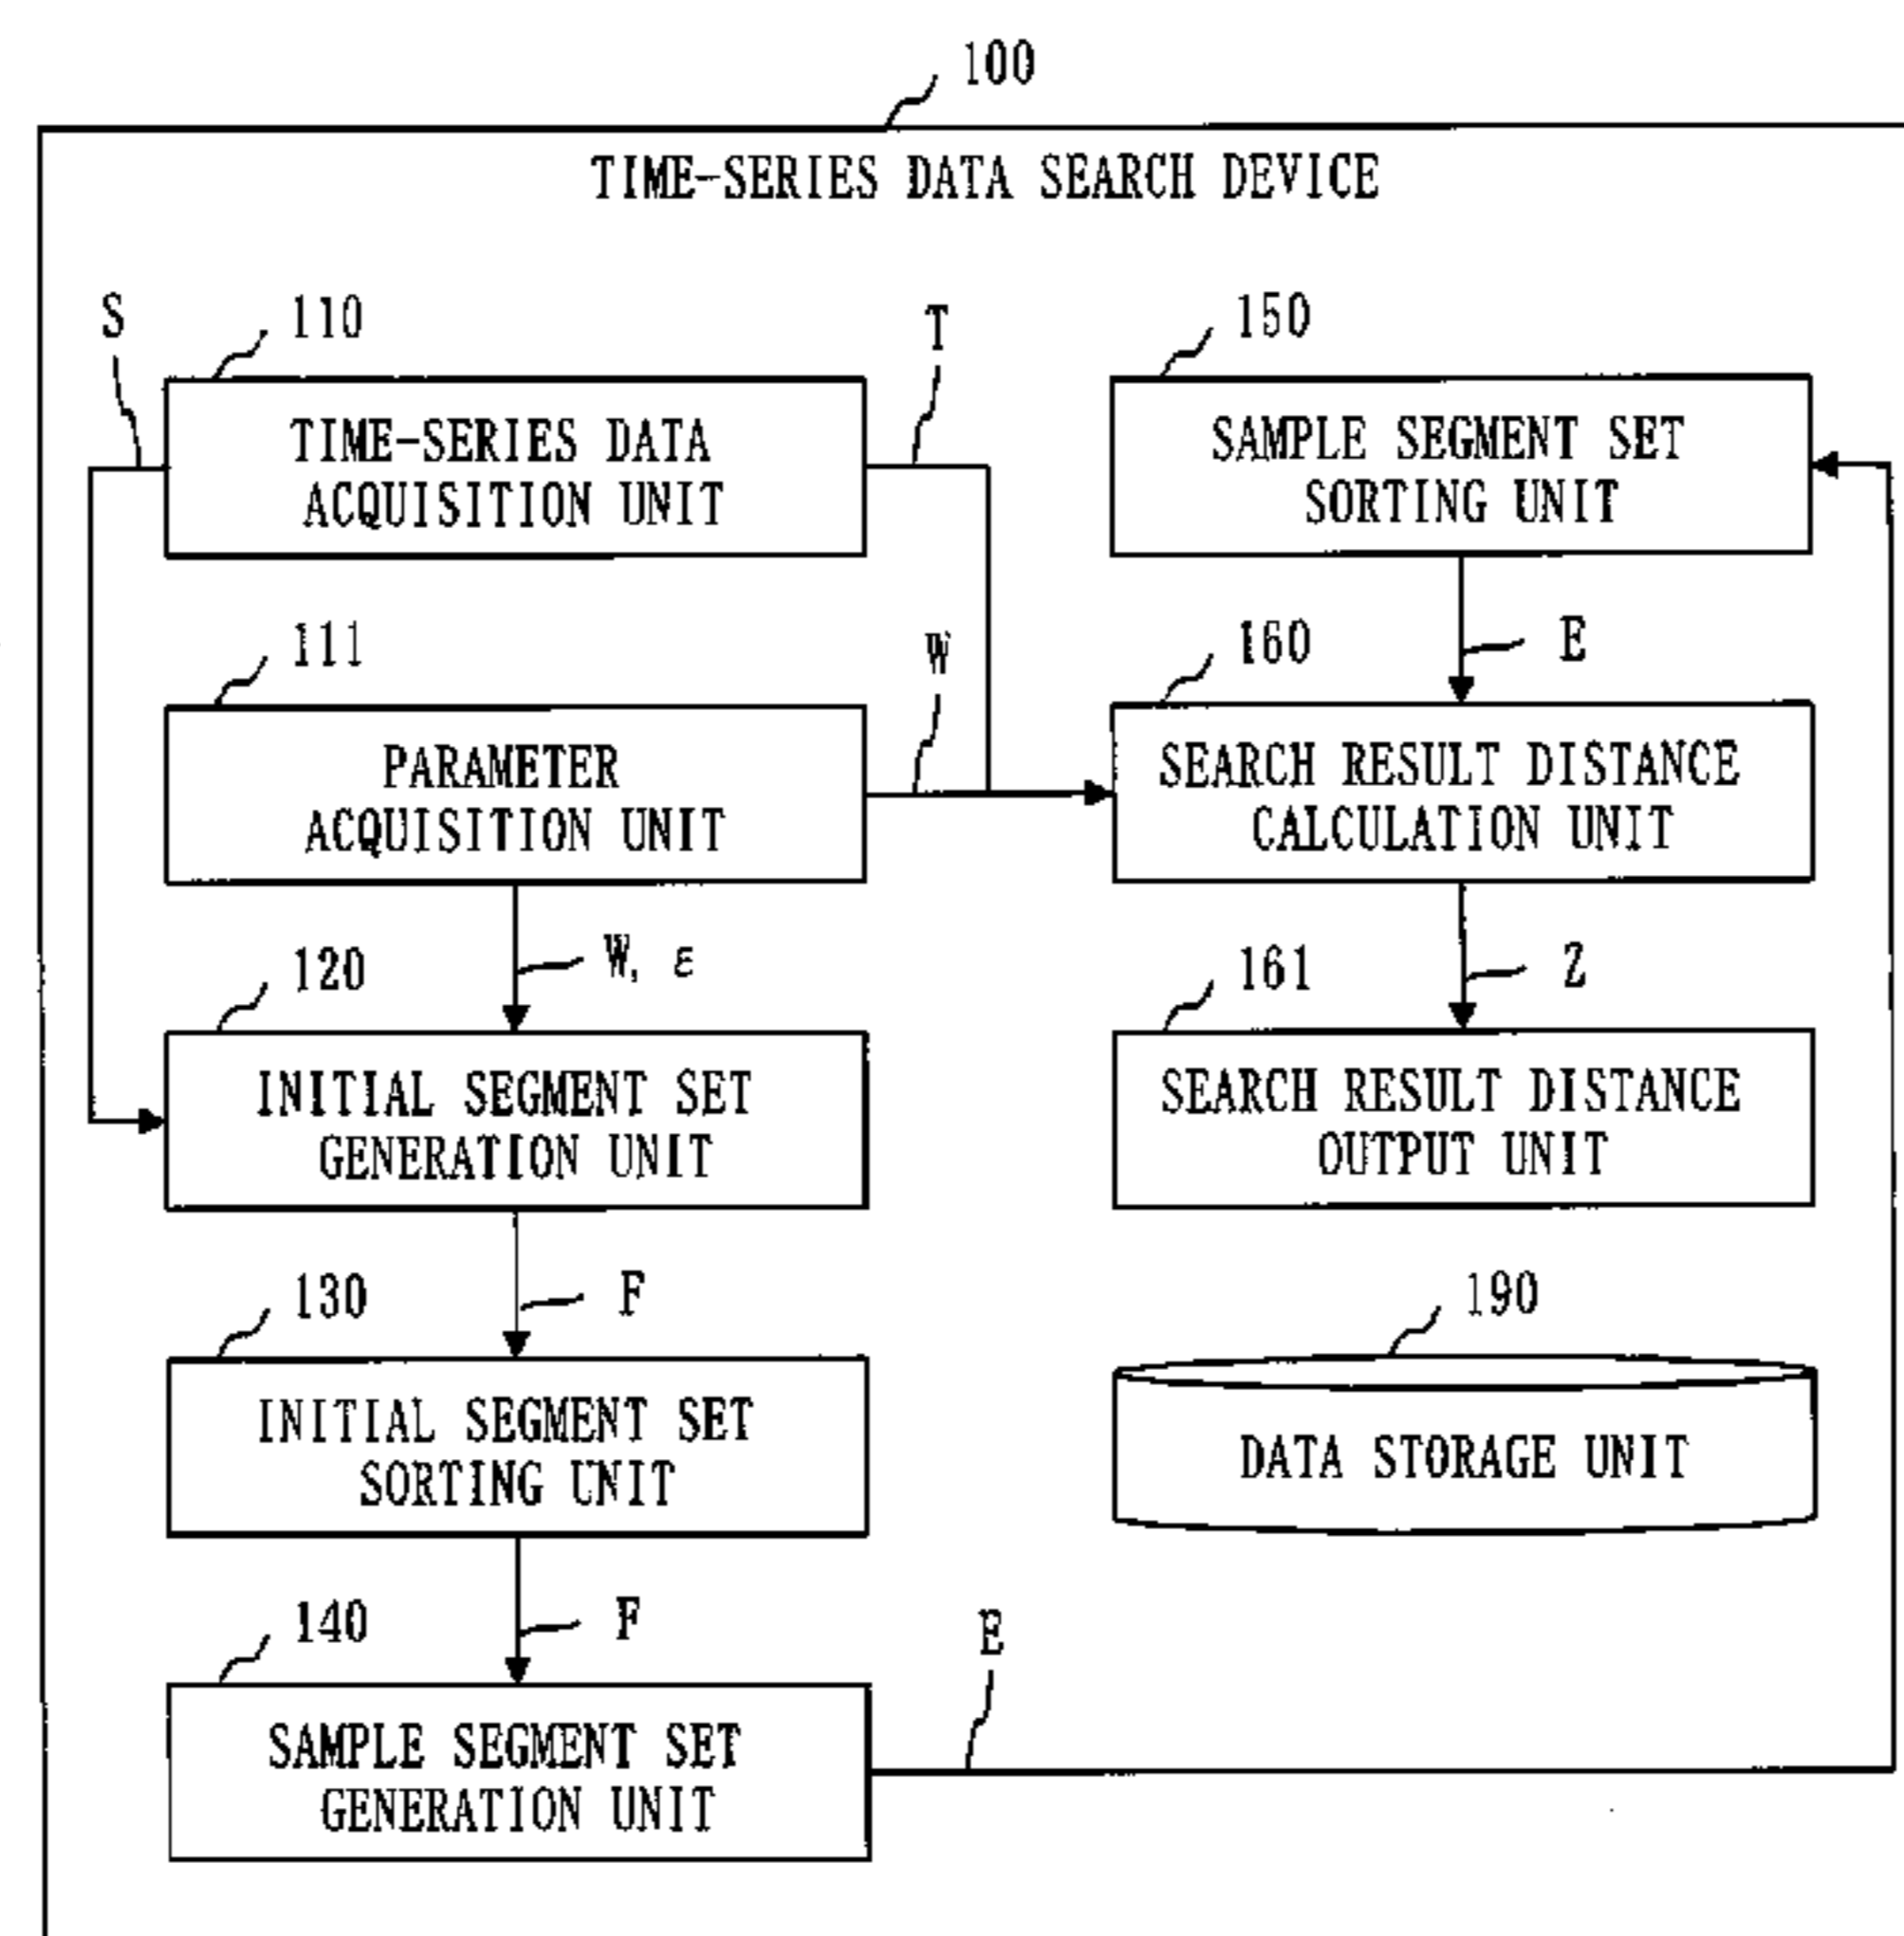 100
TIME-SERIES DATA SEARCH DEVICE
S
110
TIME-SERIES DATA
ACQUISITION UNIT
T
111
PARAMETER
ACQUISITION UNIT
W
W, ε
120
INITIAL SEGMENT SET
GENERATION UNIT
F
130
INITIAL SEGMENT SET
SORTING UNIT
F
140
SAMPLE SEGMENT SET
GENERATION UNIT
E
150
SAMPLE SEGMENT SET
SORTING UNIT
E
160
SEARCH RESULT DISTANCE
CALCULATION UNIT
Z
161
SEARCH RESULT DISTANCE
OUTPUT UNIT
190
DATA STORAGE UNIT